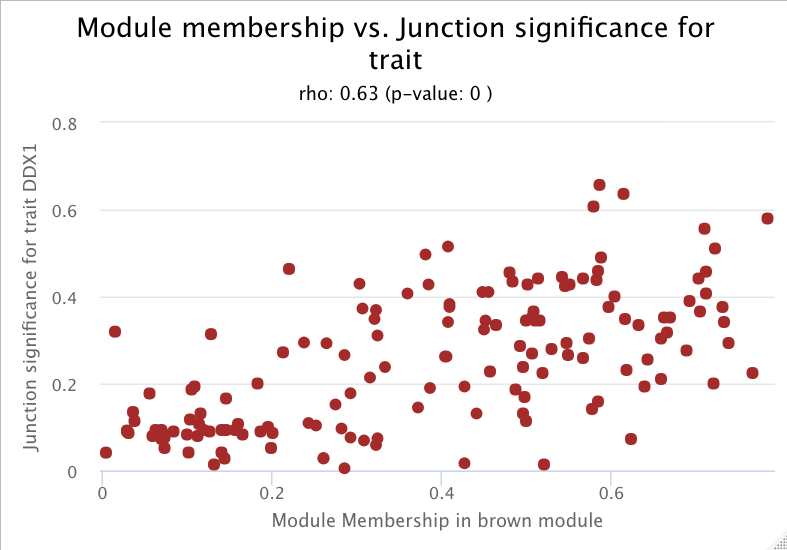 Module membership vs. Junction significance for
trait
rho: 0.63 (p-value: 0 )
Junction significance for trait DDX1
0.8
0.6
0.4
0.2
0
0
0.2
0.4
0.6
Module Membership in brown module